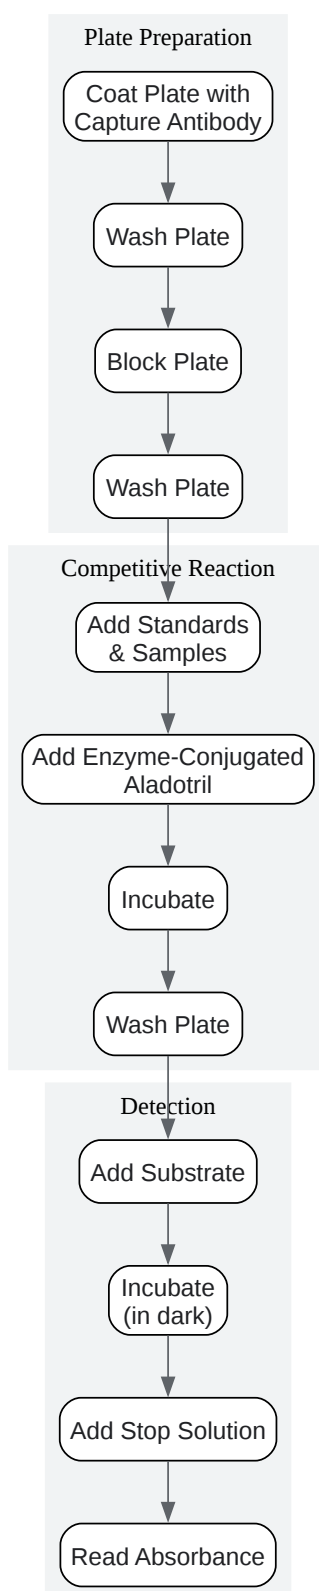 Plate Preparation
Coat Plate with
Capture Antibody
Wash Plate
Block Plate
Wash Plate
Competitive Reaction
Add Standards
& Samples
Add Enzyme-Conjugated
Aladotril
Incubate
Wash Plate
Detection
Add Substrate
Incubate
(in dark)
Add Stop Solution
Read Absorbance